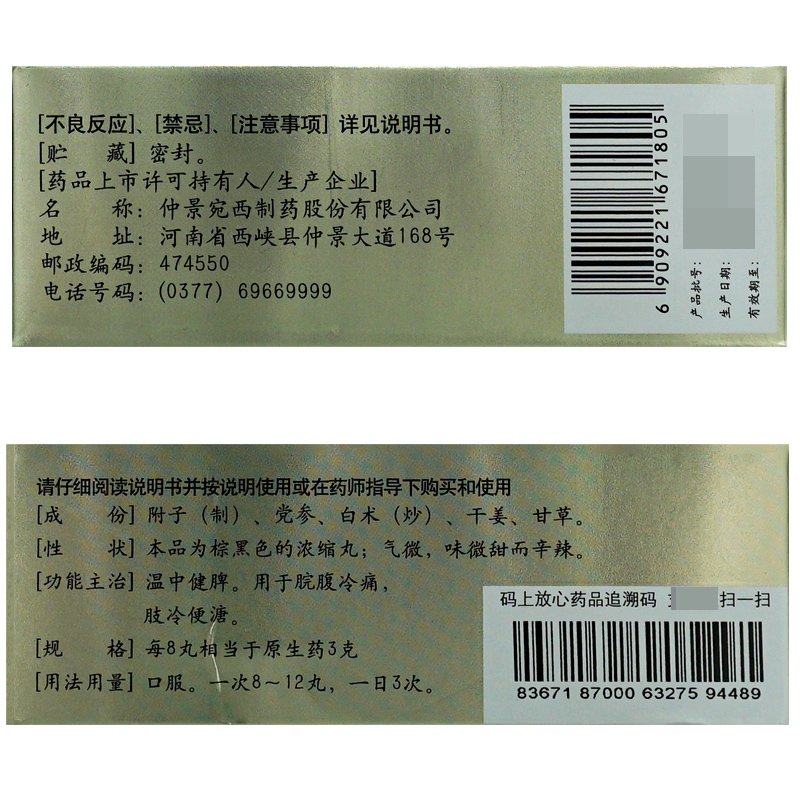 [不良反应]、[禁忌]、[注意事项] 详见说明书。
[贮 藏] 密封。
[药品上市许可持有人/生产企业]
名 称: 仲景宛西制药股份有限公司
地 址: 河南省西峡县仲景大道168号
邮政编码: 474550
电话号码: (0377) 69669999
6 909221 671805
产品批号:
生产日期:
有效期至:
请仔细阅读说明书并按说明使用或在药师指导下购买和使用
[成 份] 附子(制)、党参、白术(炒)、干姜、甘草。
[性 状] 本品为棕黑色的浓缩丸;气微,味微甜而辛辣。
[功能主治] 温中健脾。用于脘腹冷痛,
肢冷便溏。
[规 格] 每8丸相当于原生药3克
[用法用量] 口服。一次8~12丸,一日3次。
码上放心药品追溯码 扫一扫
83671 87000 63275 94489